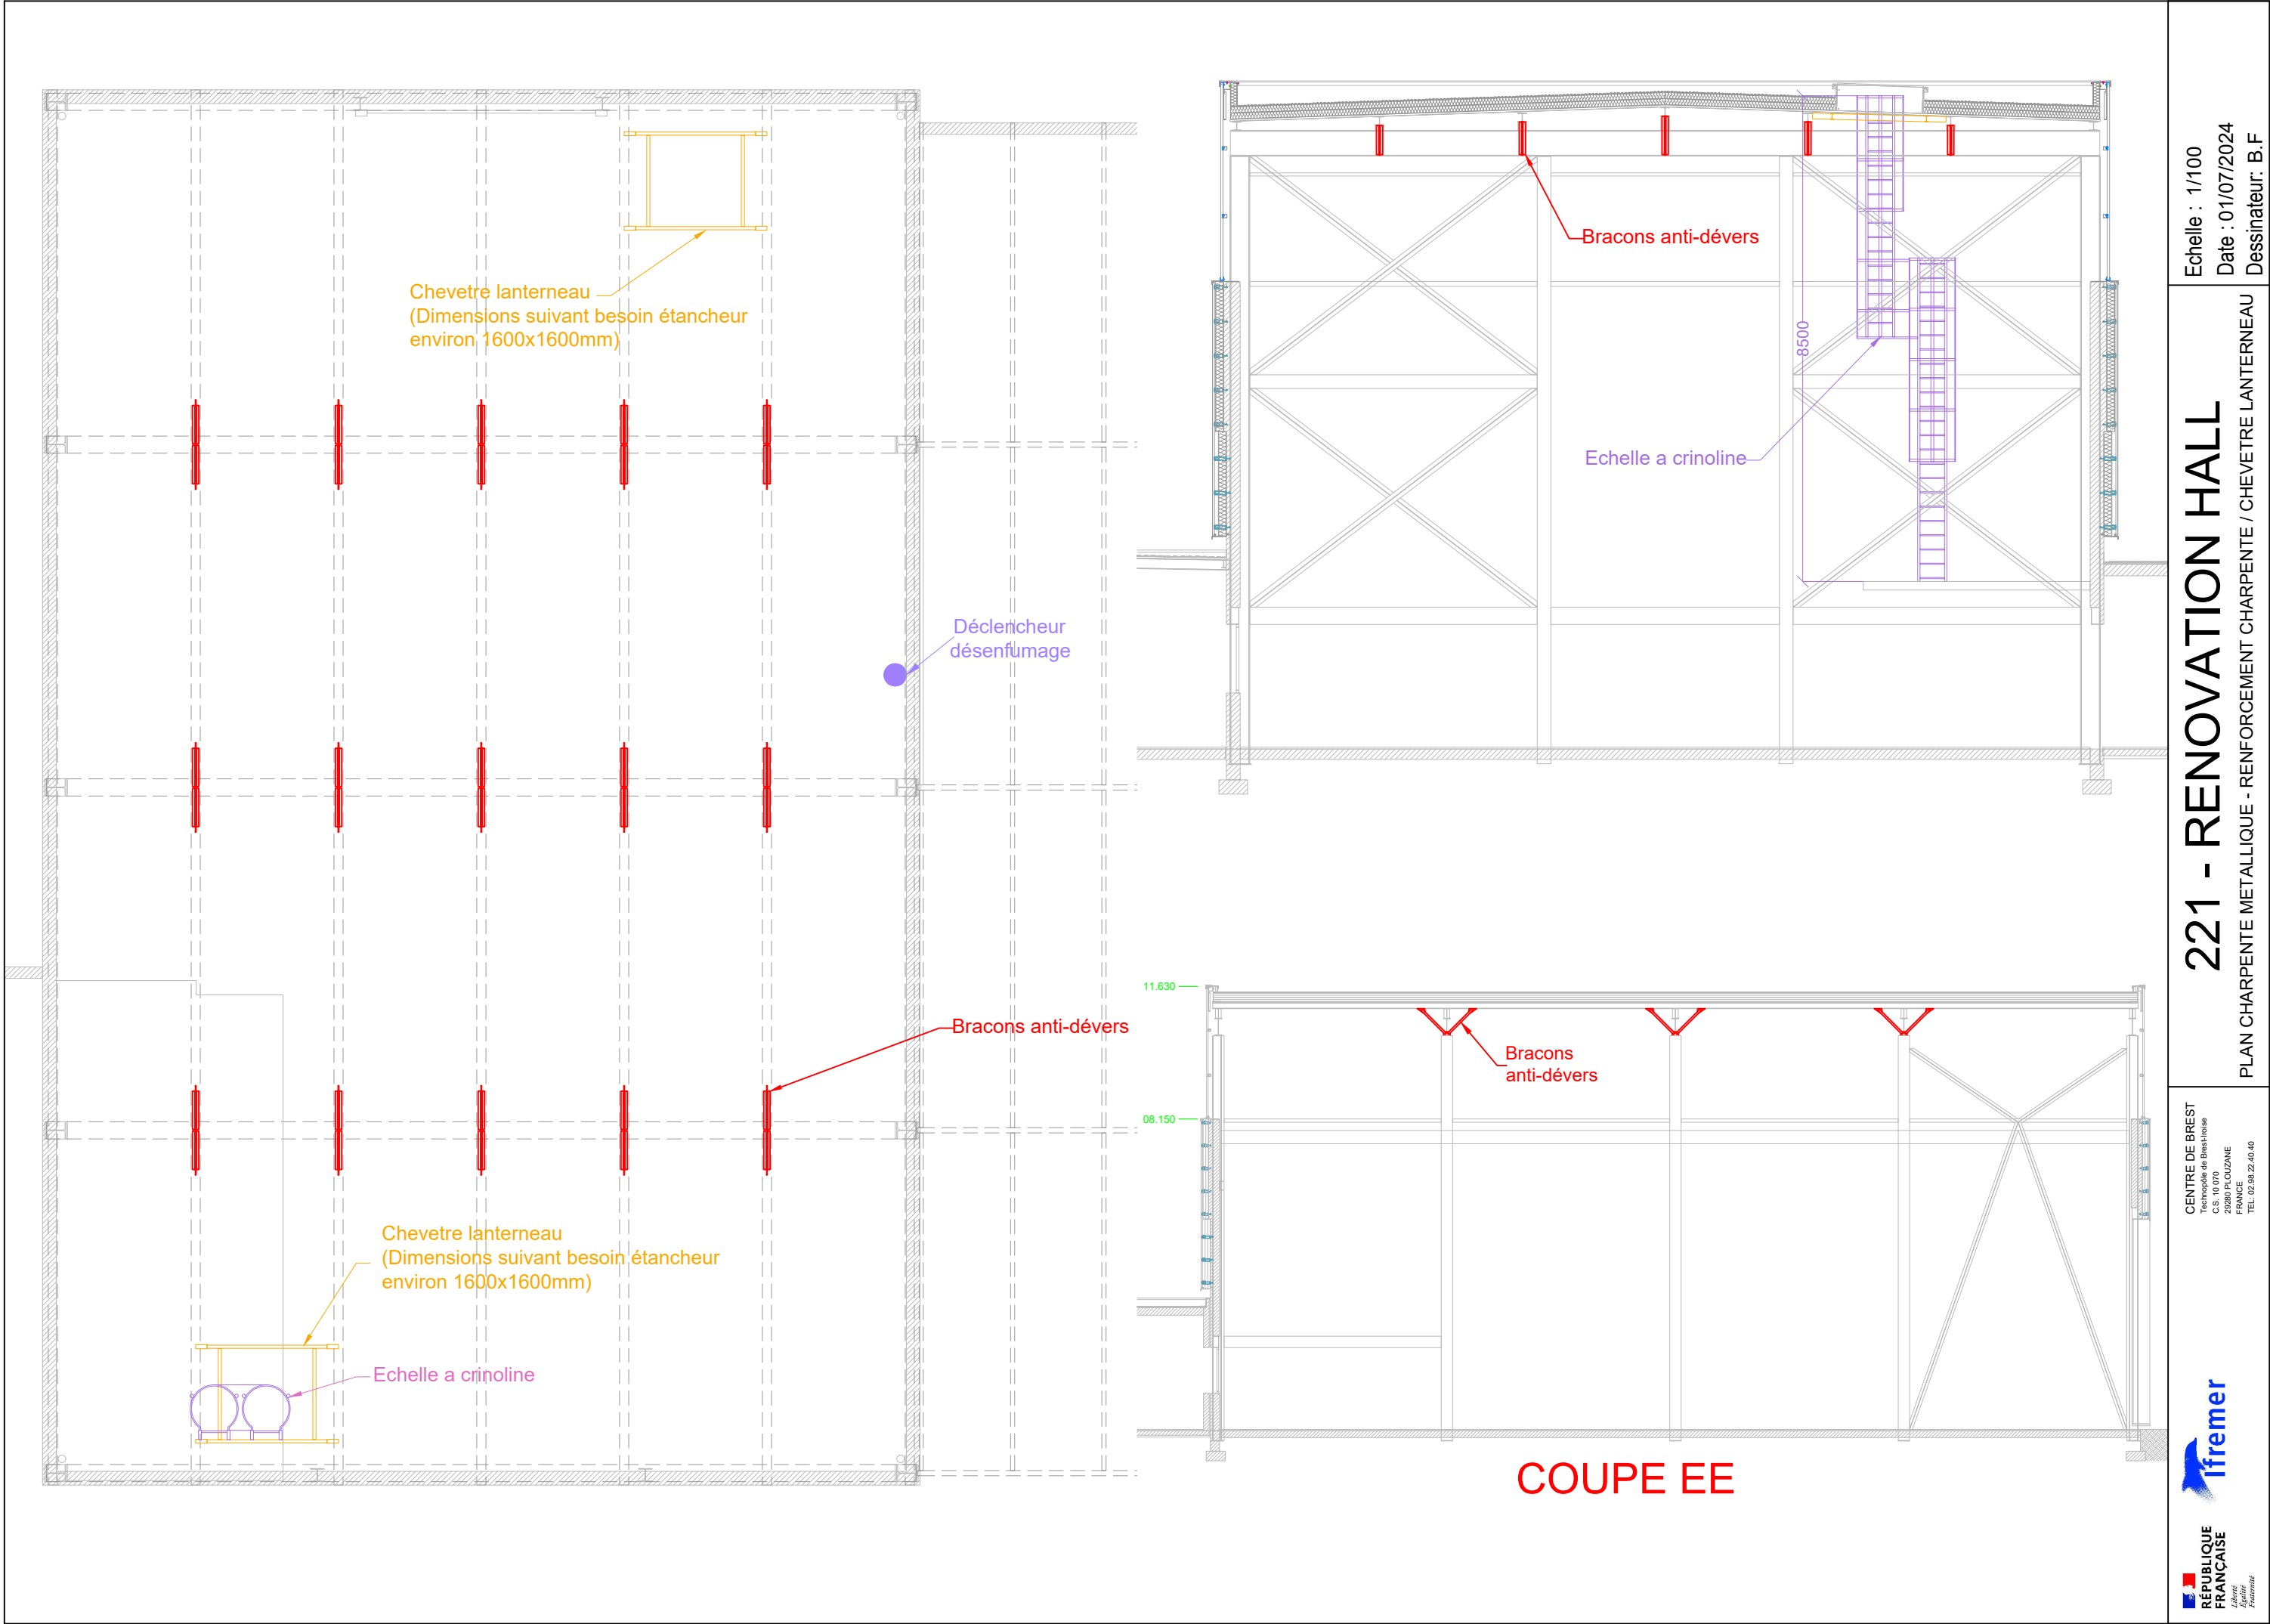 Chevetre lanterneau
(Dimensions suivant besoin étancheur
environ 1600x1600mm)
Déclencheur
désenfumage
Bracons anti-dévers
Chevetre lanterneau
(Dimensions suivant besoin étancheur
environ 1600x1600mm)
Echelle a crinoline
Bracons anti-dévers
8500
Echelle a crinoline
11.630
Bracons
anti-dévers
08.150
COUPE EE
Echelle : 1/100
Date : 01/07/2024
Dessinateur: B.F
221 - RENOVATION HALL
PLAN CHARPENTE METALLIQUE - RENFORCEMENT CHARPENTE / CHEVETRE LANTERNEAU
CENTRE DE BREST
Technopôle de Brest-Iroise
C.S. 10 070
29280 PLOUZANE
FRANCE
TEL: 02.98.22.40.40
Ifremer
RÉPUBLIQUE
FRANÇAISE
Liberté
Égalité
Fraternité